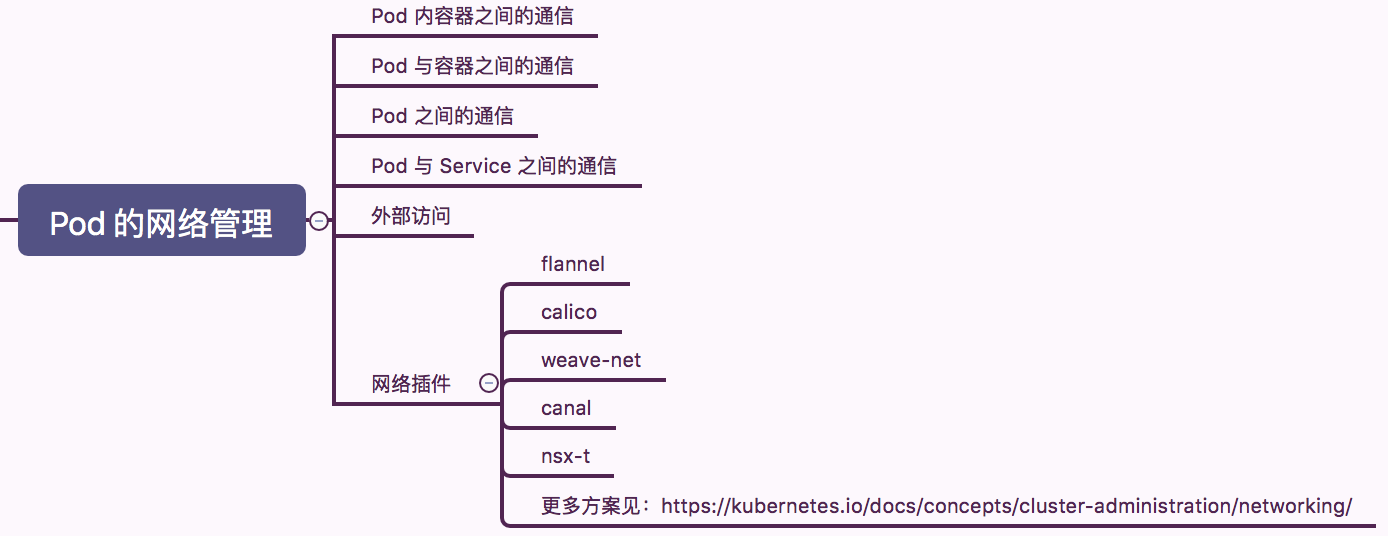 Pod 内容器之间的通信
Pod 与容器之间的通信
Pod 之间的通信
Pod 与 Service 之间的通信
Pod 的网络管理
外部访问
flannel
calico
weave-net
网络插件
canal
nsx-t
更多方案见：https://kubernetes.io/docs/concepts/cluster-administration/networking/